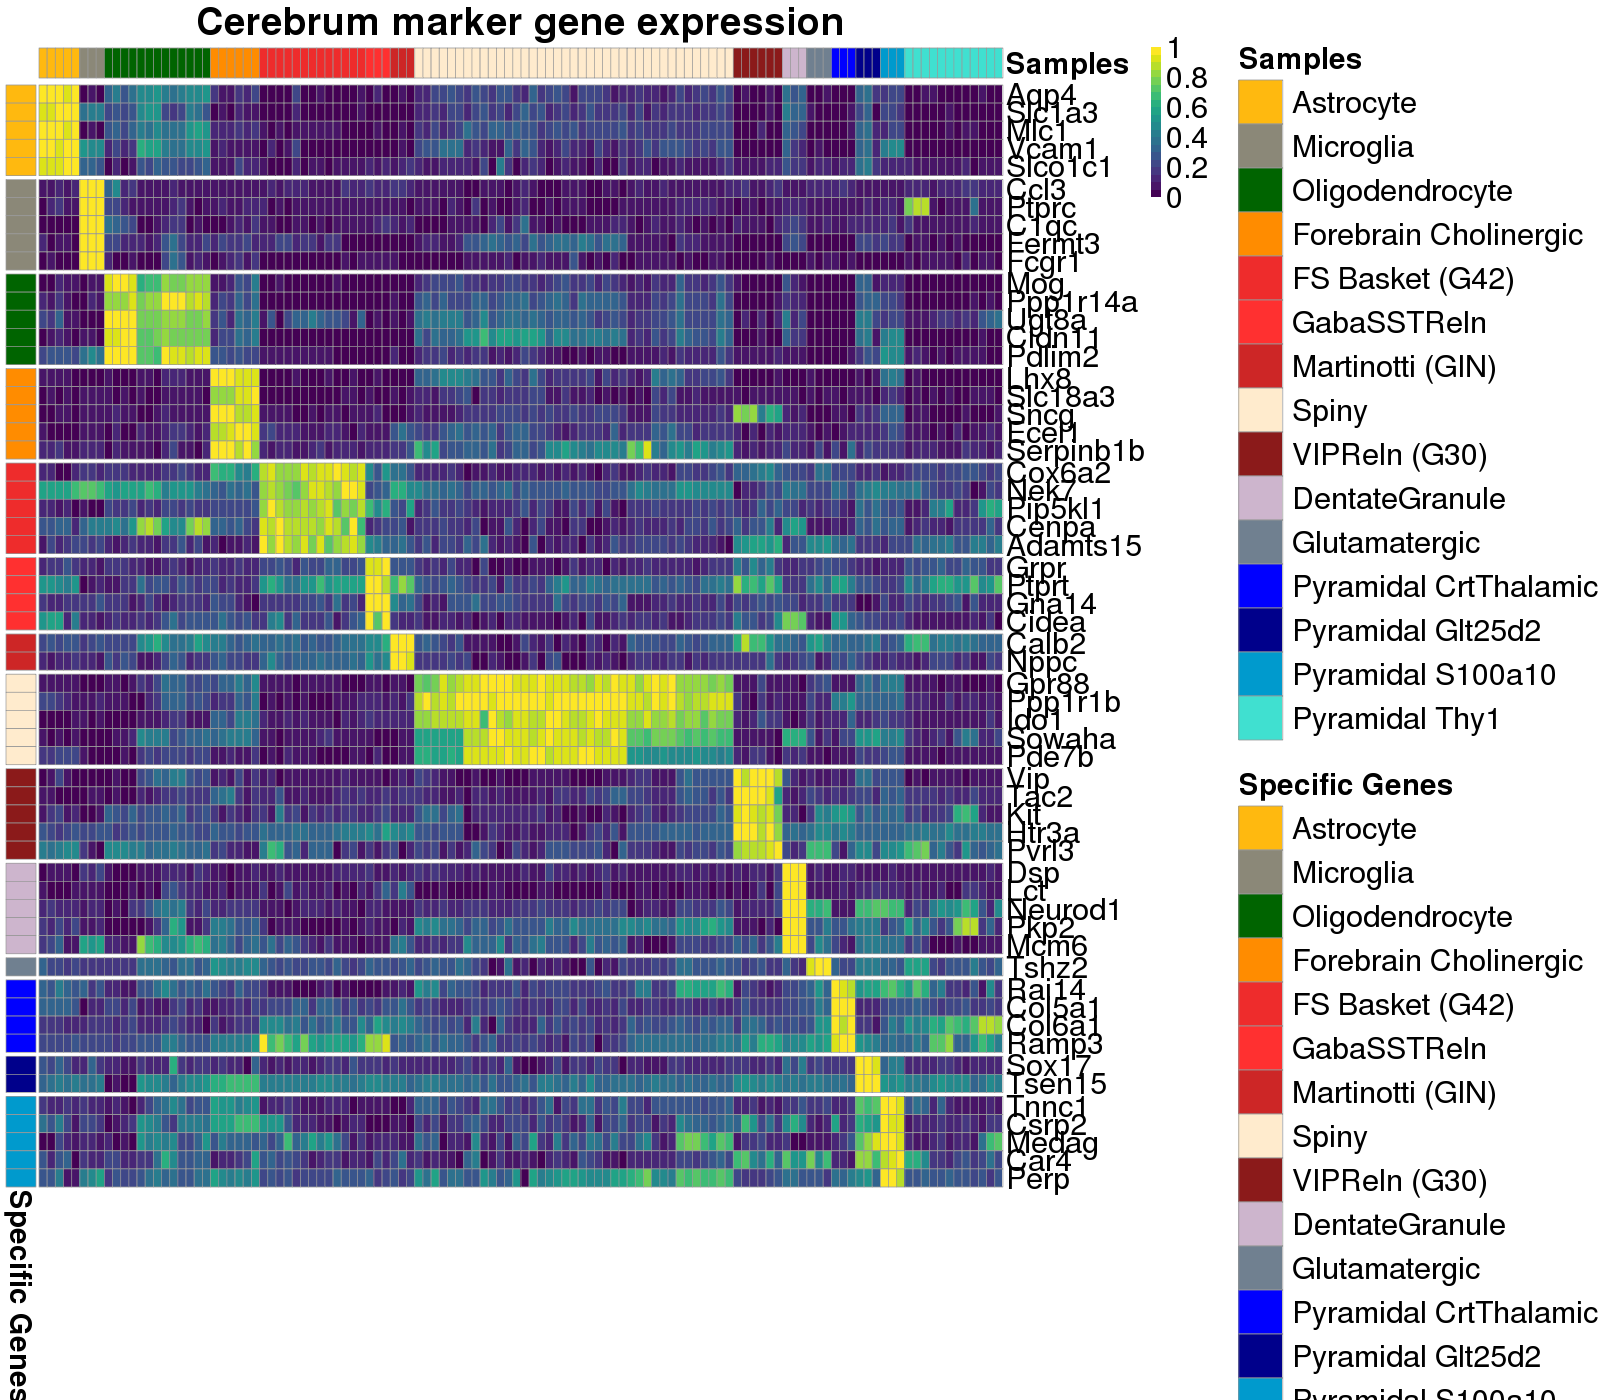 Cerebrum marker gene expression
Samples
1
0.8
0.6
0.4
0.2
0
Aqp4
Slc1a3
Mlc1
Vcam1
Slco1c1
Ccl3
Ptprc
C1qc
Fermt3
Fcgr1
Mog
Ppp1r14a
Ugt8a
Cldn11
Pdlim2
Lhx8
Slc18a3
Sncg
Ecel1
Serpinb1b
Cox6a2
Nek7
Pip5kl1
Cenpa
Adamts15
Grpr
Ptprt
Gna14
Cidea
Calb2
Nppc
Gpr88
Ppp1r1b
Ido1
Sowaha
Pde7b
Vip
Tac2
Kit
Htr3a
Pvrl3
Dsp
Lct
Neurod1
Pkp2
Mcm6
Tshz2
Rai14
Col5a1
Col6a1
Ramp3
Sox17
Tsen15
Tnnc1
Csrp2
Medag
Car4
Perp
Specific Genes
Samples
Astrocyte
Microglia
Oligodendrocyte
Forebrain Cholinergic
FS Basket (G42)
GabaSSTReln
Martinotti (GIN)
Spiny
VIPReln (G30)
DentateGranule
Glutamatergic
Pyramidal CrtThalamic
Pyramidal Glt25d2
Pyramidal S100a10
Pyramidal Thy1
Specific Genes
Astrocyte
Microglia
Oligodendrocyte
Forebrain Cholinergic
FS Basket (G42)
GabaSSTReln
Martinotti (GIN)
Spiny
VIPReln (G30)
DentateGranule
Glutamatergic
Pyramidal CrtThalamic
Pyramidal Glt25d2
Pyramidal S100a10